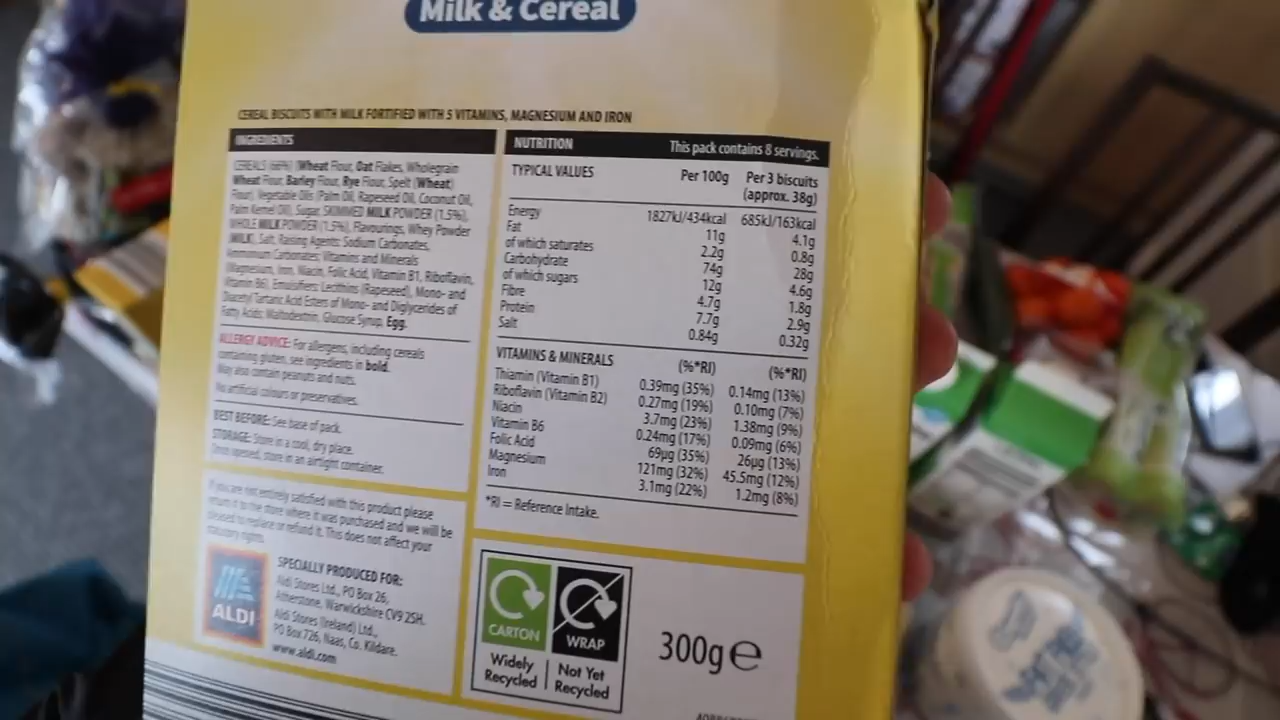 Milk & Cereal
CEREAL BISCUITS WITH MILK FORTIFIED WITH 5 VITAMINS, MAGNESIUM AND IRON
INGREDIENTS
CEREALS (68%) (Wheat Flour, Oat Flakes, Wholegrain
Wheat Flour, Barley Flour, Rye Flour, Spelt (Wheat)
Flour), Vegetable Oils (Palm Oil, Rapeseed Oil, Coconut Oil,
Palm Kernel Oil), Sugar, SKIMMED MILK POWDER (1.5%),
WHOLE MILK POWDER (1.5%), Flavourings, Whey Powder
(MILK), Salt, Raising Agents: Sodium Carbonates,
Ammonium Carbonates; Vitamins and Minerals
(Magnesium, Iron, Niacin, Folic Acid, Vitamin B1, Riboflavin,
Vitamin B6), Emulsifiers: Lecithins (Rapeseed), Mono- and
Diacetyl Tartaric Acid Esters of Mono- and Diglycerides of
Fatty Acids; Maltodextrin, Glucose Syrup, Egg.
ALLERGY ADVICE: For allergens, including cereals
containing gluten, see ingredients in bold.
May also contain peanuts and nuts.
No artificial colours or preservatives.
BEST BEFORE: See base of pack.
STORAGE: Store in a cool, dry place.
Once opened, store in an airtight container.
If you are not entirely satisfied with this product please
return it to the store where it was purchased and we will be
pleased to replace or refund it. This does not affect your
statutory rights.
ALDI
SPECIALLY PRODUCED FOR:
Aldi Stores Ltd., PO Box 26,
Atherstone, Warwickshire CV9 2SH.
Aldi Stores (Ireland) Ltd.,
PO Box 726, Naas, Co. Kildare.
www.aldi.com
NUTRITION This pack contains 8 servings.
TYPICAL VALUES Per 100g Per 3 biscuits
(approx. 38g)
Energy 1827kJ/434kcal 685kJ/163kcal
Fat 11g 4.1g
of which saturates 2.2g 0.8g
Carbohydrate 74g 28g
of which sugars 12g 4.6g
Fibre 4.7g 1.8g
Protein 7.7g 2.9g
Salt 0.84g 0.32g
VITAMINS & MINERALS (%*RI) (%*RI)
Thiamin (Vitamin B1) 0.39mg (35%) 0.14mg (13%)
Riboflavin (Vitamin B2) 0.27mg (19%) 0.10mg (7%)
Niacin 3.7mg (23%) 1.38mg (9%)
Vitamin B6 0.24mg (17%) 0.09mg (6%)
Folic Acid 69µg (35%) 26µg (13%)
Magnesium 121mg (32%) 45.5mg (12%)
Iron 3.1mg (22%) 1.2mg (8%)
*RI = Reference Intake.
CARTON WRAP
Widely Not Yet
Recycled Recycled
300g℮